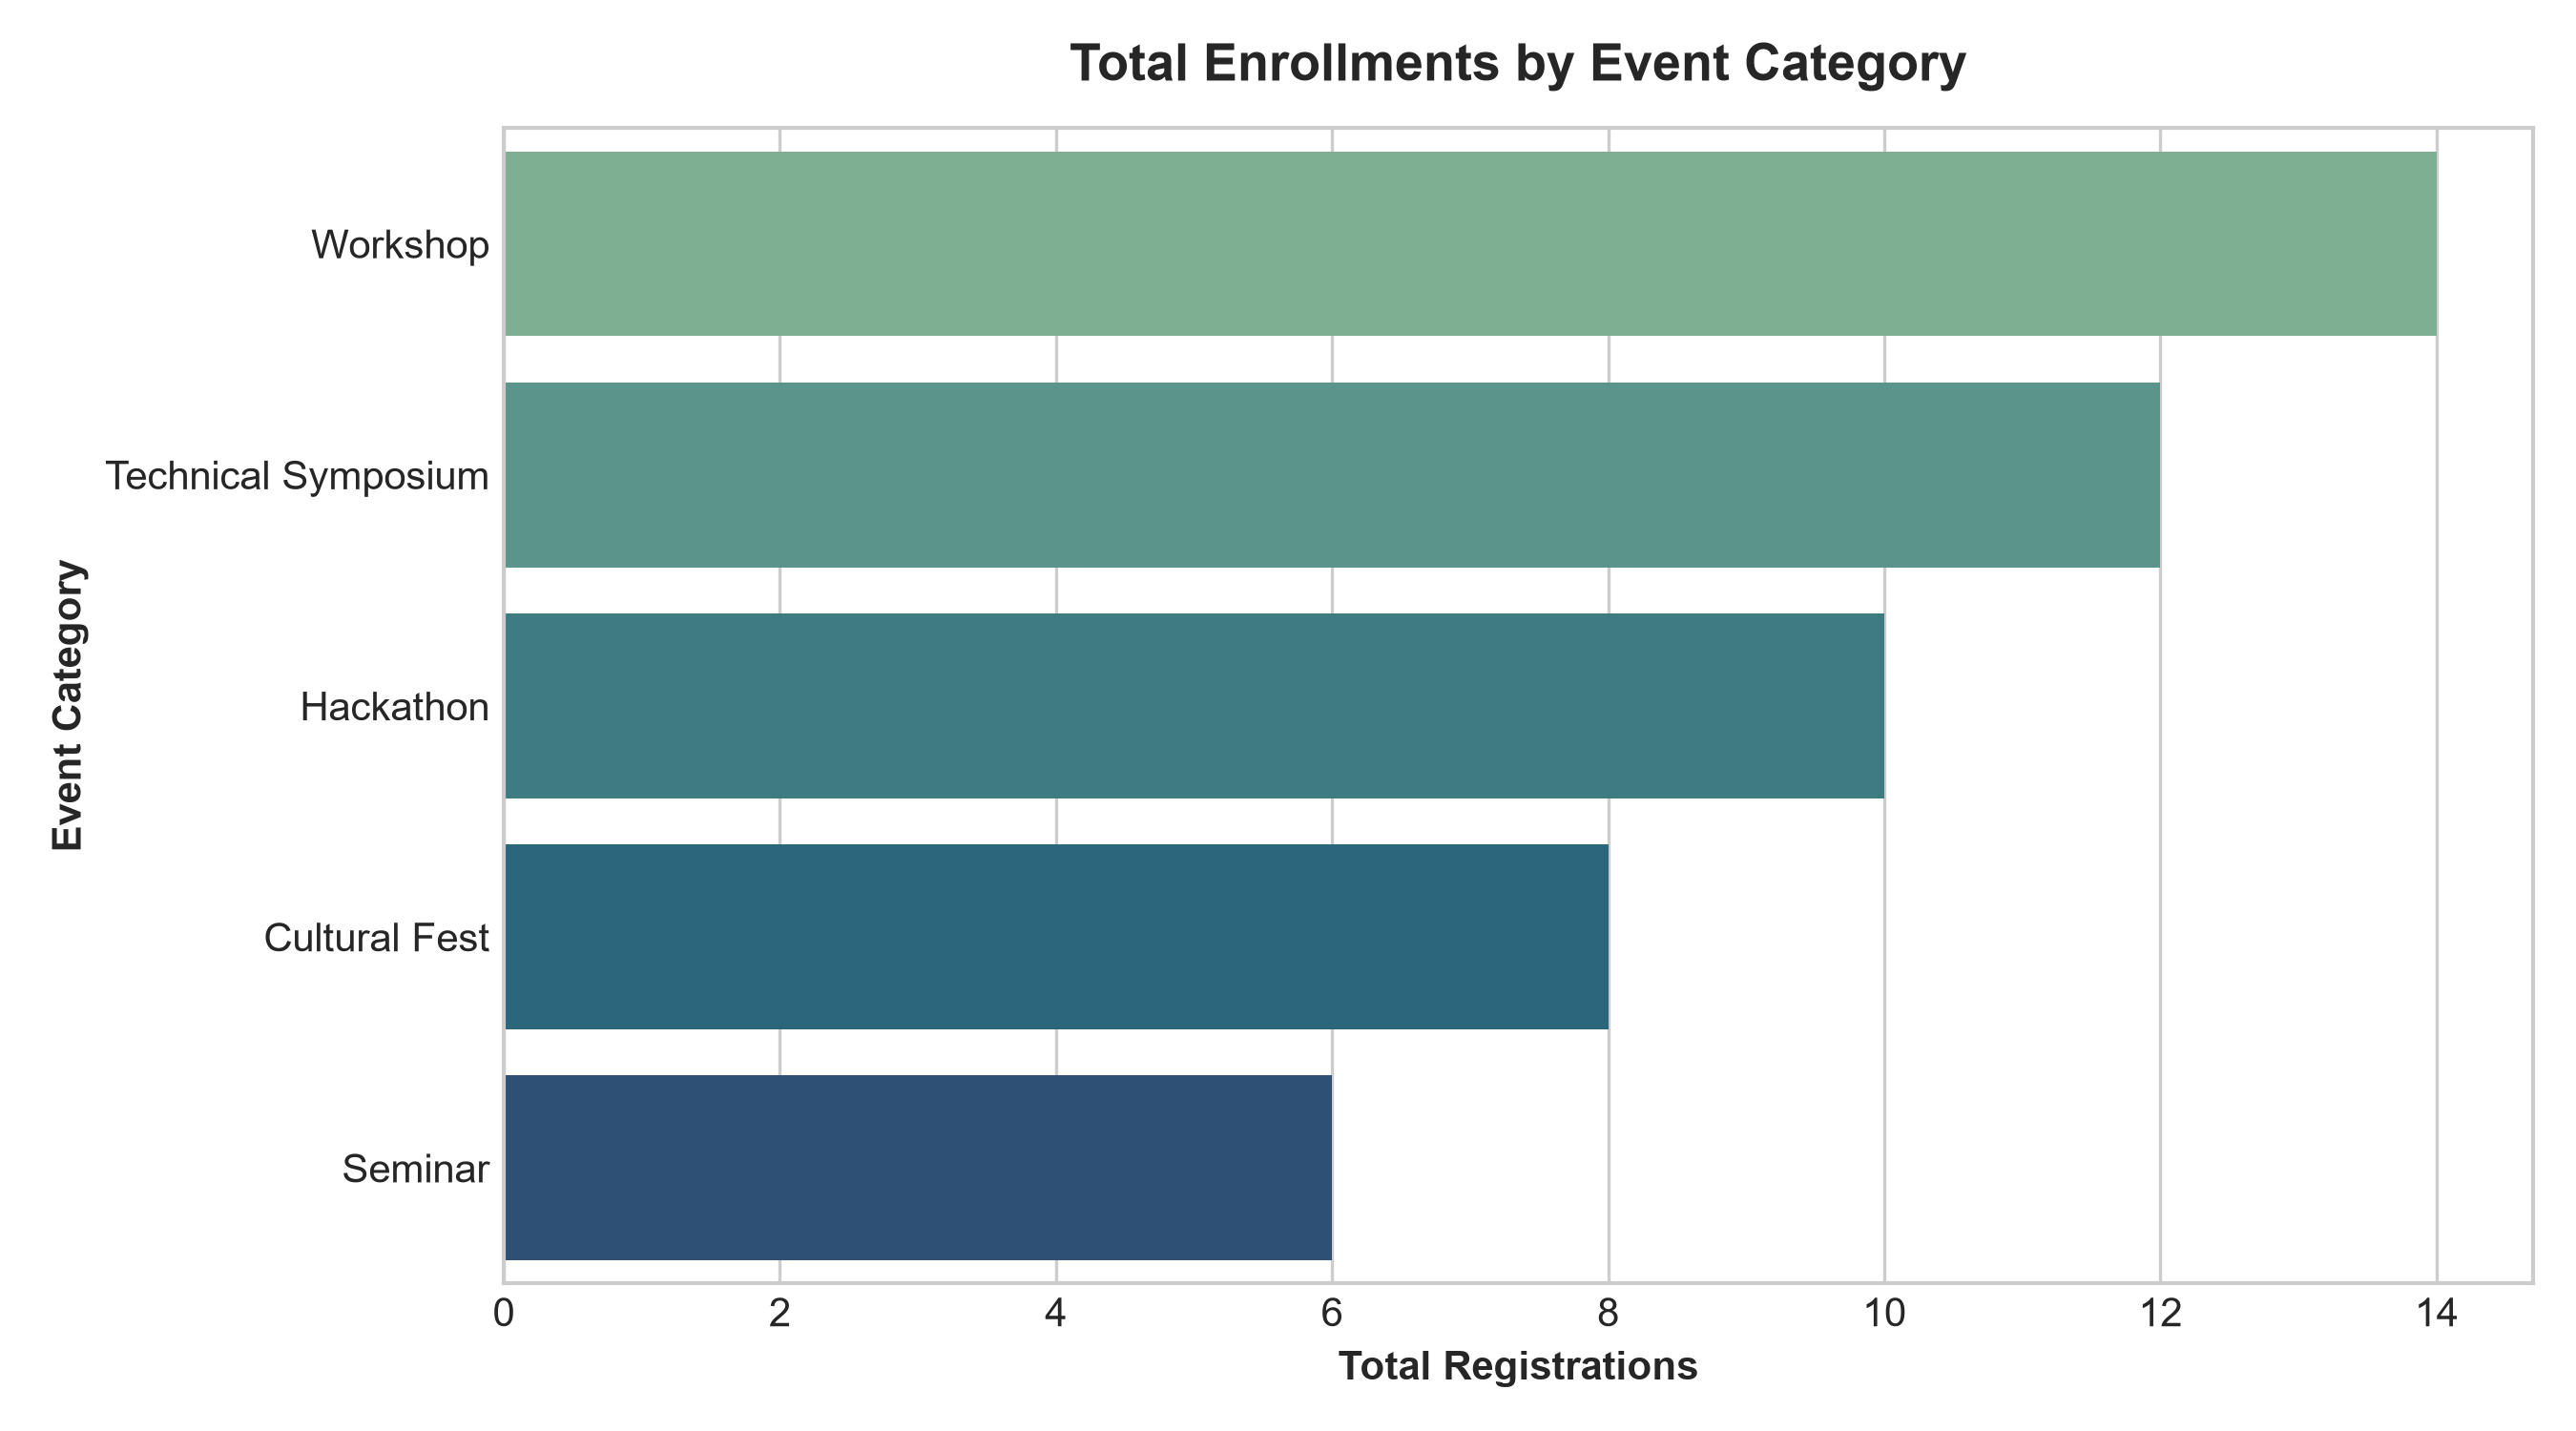 Total Enrollments by Event Category
Workshop
Technical Symposium
Hackathon
Cultural Fest
Seminar
Event Category
0 2 4 6 8 10 12 14
Total Registrations